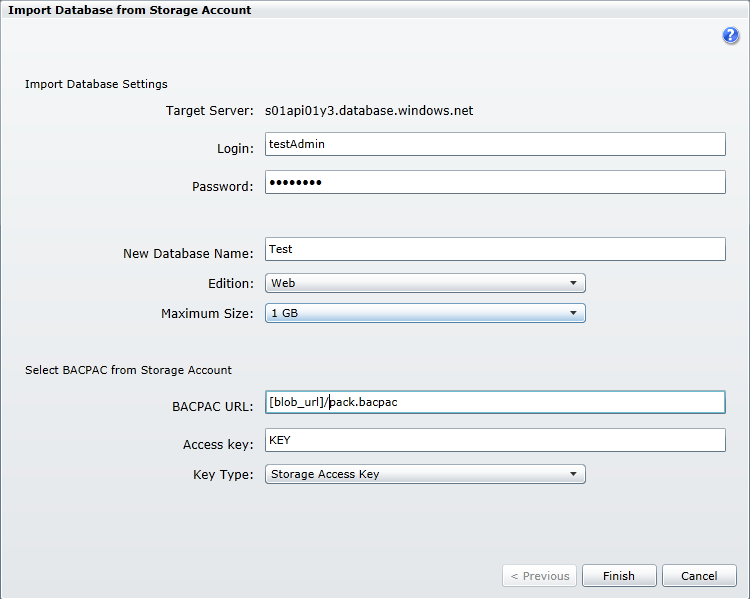 Import Database from Storage Account
?
Import Database Settings
Target Server: s01api01y3.database.windows.net
Login: testAdmin
Password: ••••••••
New Database Name: Test
Edition: Web
Maximum Size: 1 GB
Select BACPAC from Storage Account
BACPAC URL: [blob_url]/pack.bacpac
Access key: KEY
Key Type: Storage Access Key
< Previous Finish Cancel